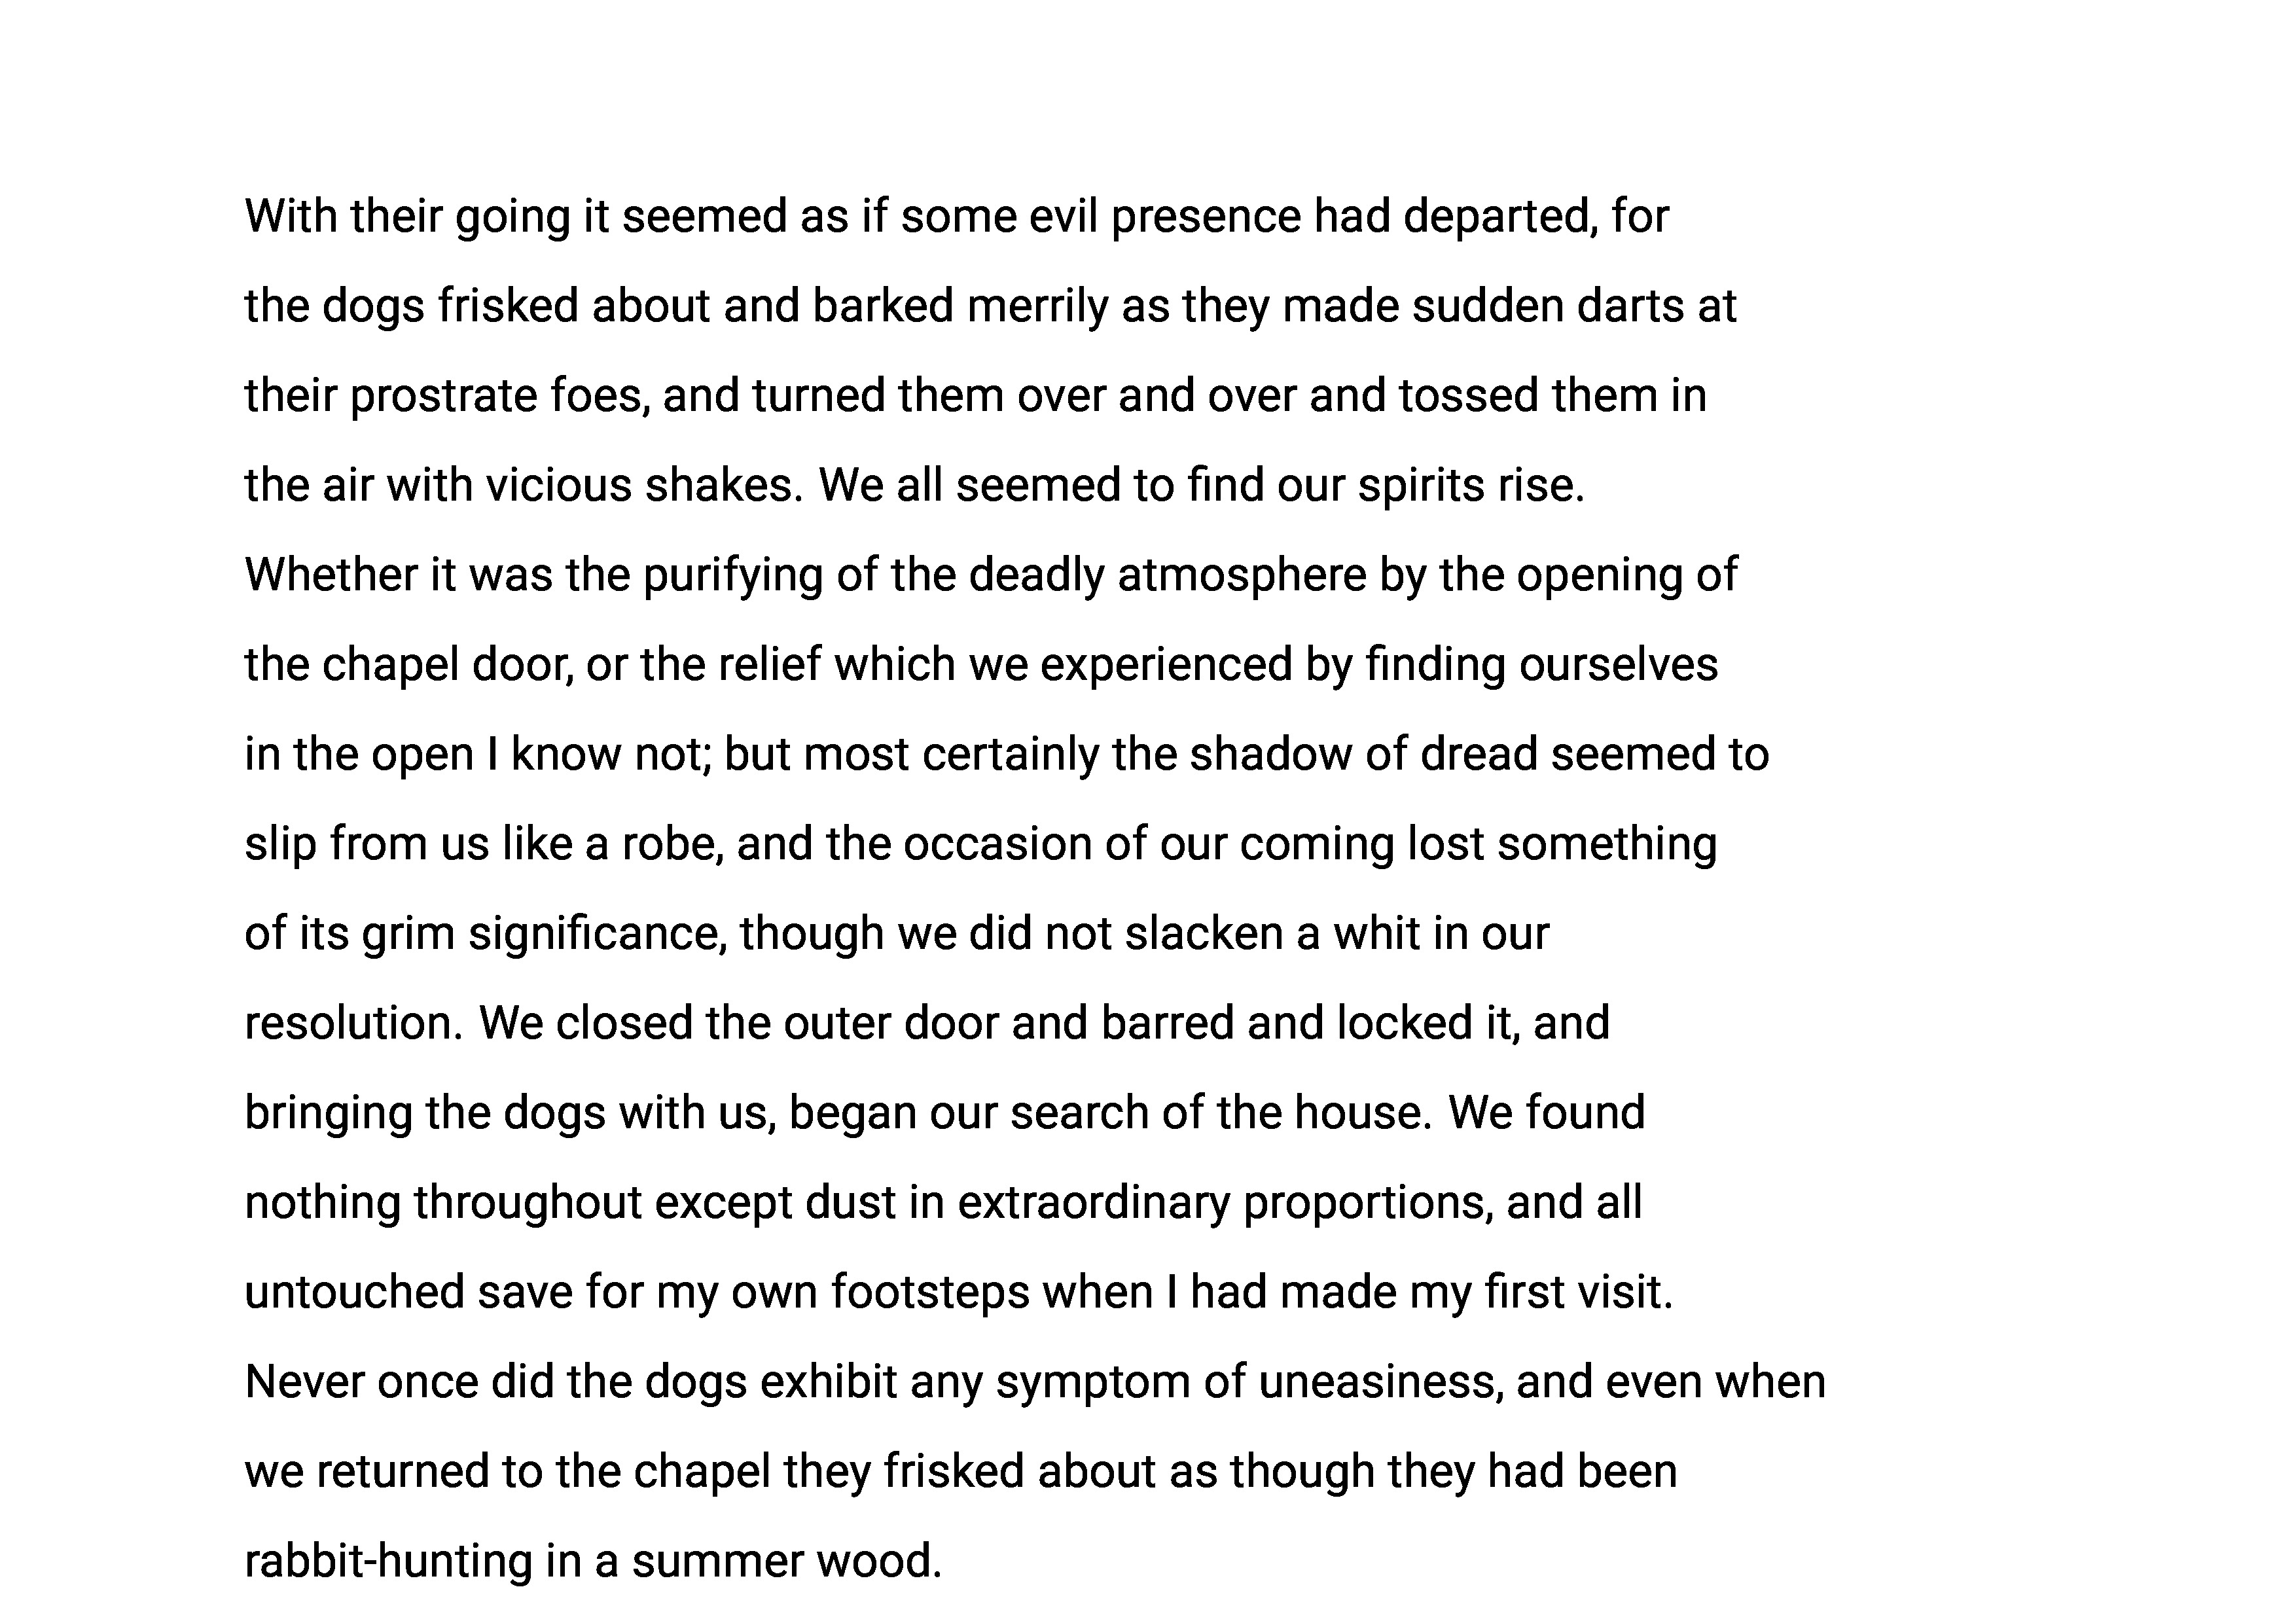 With their going it seemed as if some evil presence had departed, for
the dogs frisked about and barked merrily as they made sudden darts at
their prostrate foes, and turned them over and over and tossed them in
the air with vicious shakes. We all seemed to find our spirits rise.
Whether it was the purifying of the deadly atmosphere by the opening of
the chapel door, or the relief which we experienced by finding ourselves
in the open I know not; but most certainly the shadow of dread seemed to
slip from us like a robe, and the occasion of our coming lost something
of its grim significance, though we did not slacken a whit in our
resolution. We closed the outer door and barred and locked it, and
bringing the dogs with us, began our search of the house. We found
nothing throughout except dust in extraordinary proportions, and all
untouched save for my own footsteps when I had made my first visit.
Never once did the dogs exhibit any symptom of uneasiness, and even when
we returned to the chapel they frisked about as though they had been
rabbit-hunting in a summer wood.